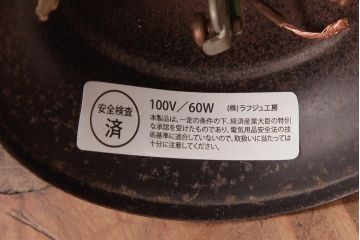 安全検査
済
100V/60W (株)ラフジュ工房
本製品は、一定の条件の下、経済産業大臣の特別
な承認を受けたものであり、電気用品安全法の技
術基準に適合していないので、取扱いに当たっては
十分に注意してください。